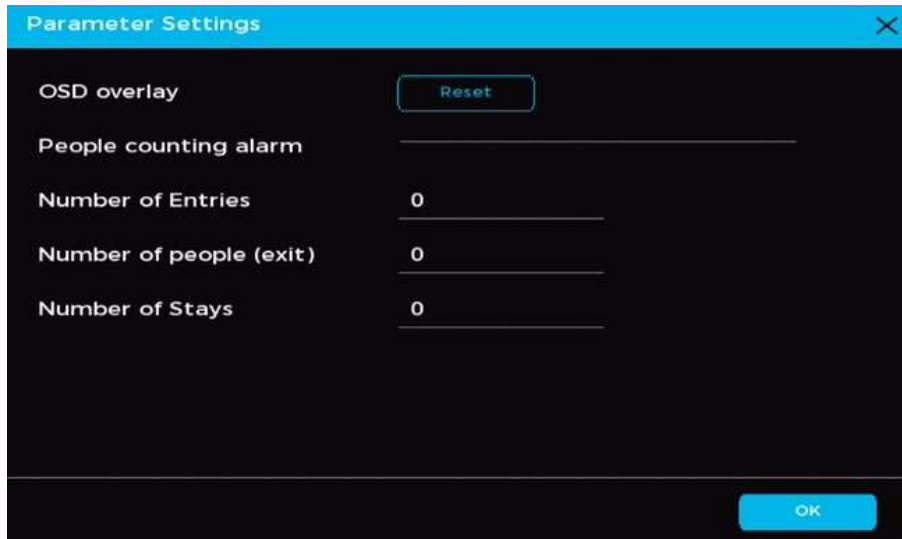 Parameter Settings
OSD overlay Reset
People counting alarm
Number of Entries 0
Number of people (exit) 0
Number of Stays 0
OK